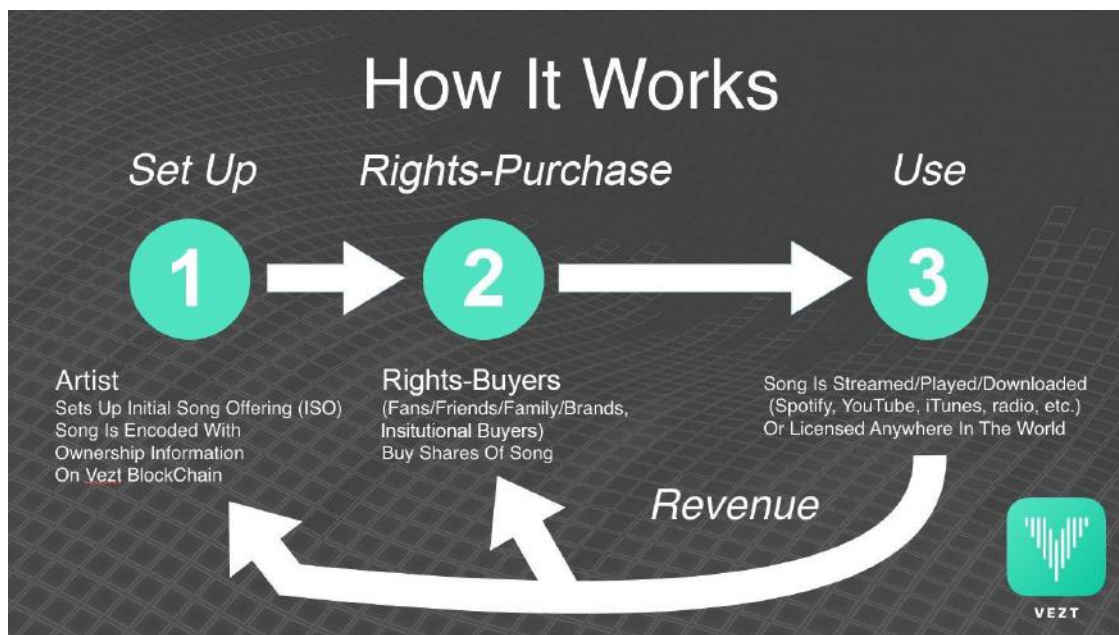 How It Works
Set Up
Rights-Purchase
Use
1
2
3
Artist
Sets Up Initial Song Offering (ISO)
Song Is Encoded With
Ownership Information
On Vezt BlockChain
Rights-Buyers
(Fans/Friends/Family/Brands,
Insitutional Buyers)
Buy Shares Of Song
Song Is Streamed/Played/Downloaded
(Spotify, YouTube, iTunes, radio, etc.)
Or Licensed Anywhere In The World
Revenue
VEZT